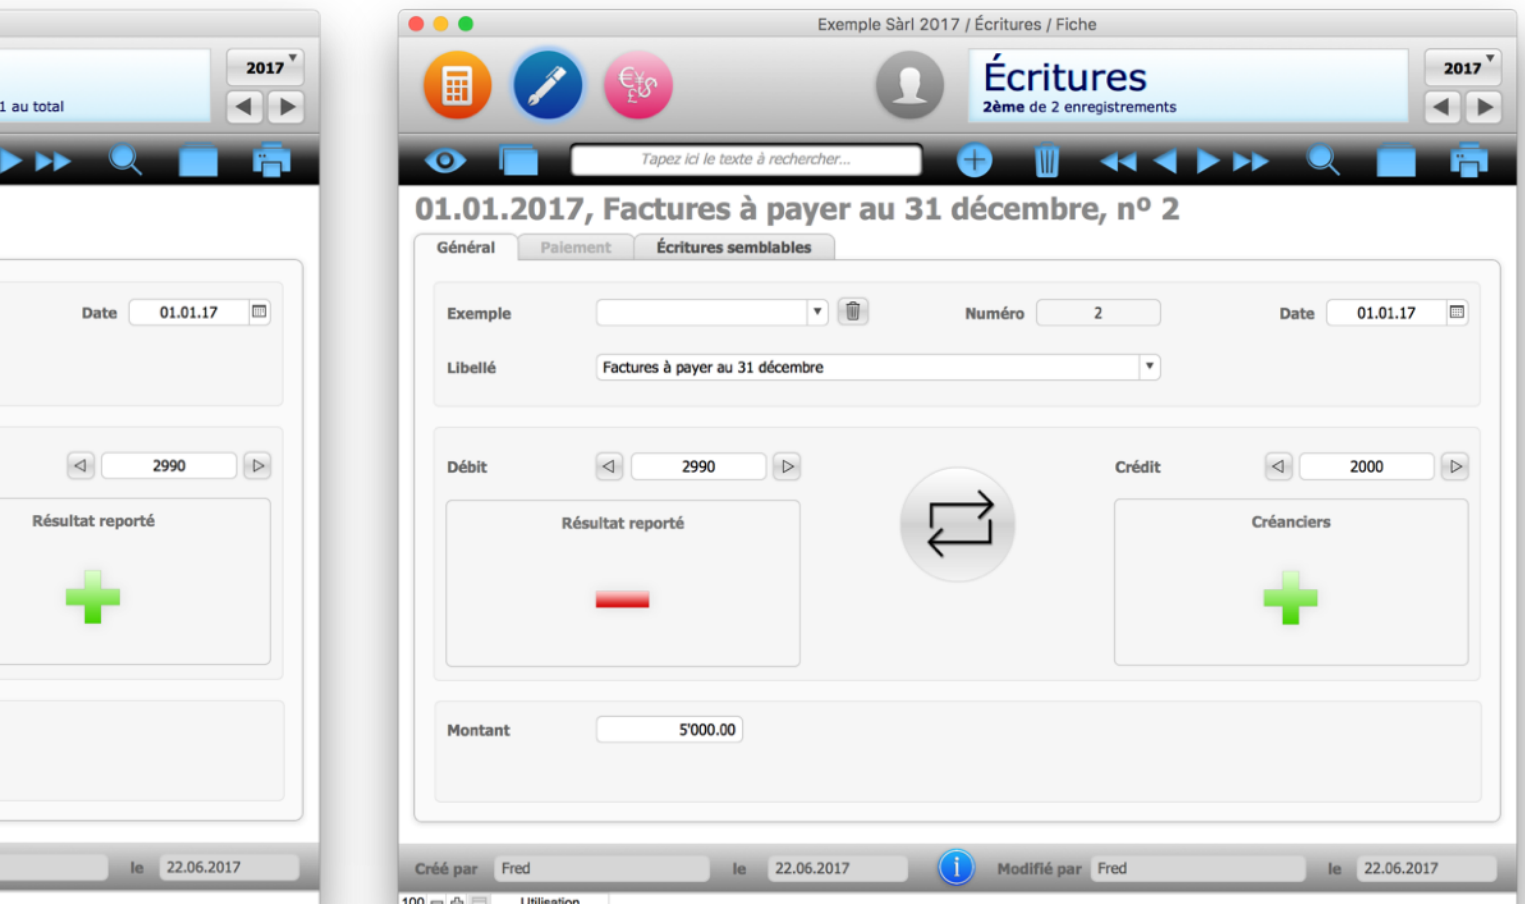 1 au total
2017
Date 01.01.17
2990
Résultat reporté
le 22.06.2017
Exemple Sàrl 2017 / Écritures / Fiche
Écritures
2ème de 2 enregistrements
2017
Tapez ici le texte à rechercher...
01.01.2017, Factures à payer au 31 décembre, nº 2
Général Paiement Écritures semblables
Exemple Numéro 2 Date 01.01.17
Libellé Factures à payer au 31 décembre
Débit 2990 Crédit 2000
Résultat reporté Créanciers
Montant 5'000.00
Créé par Fred le 22.06.2017 Modifié par Fred le 22.06.2017
100 Utilisation